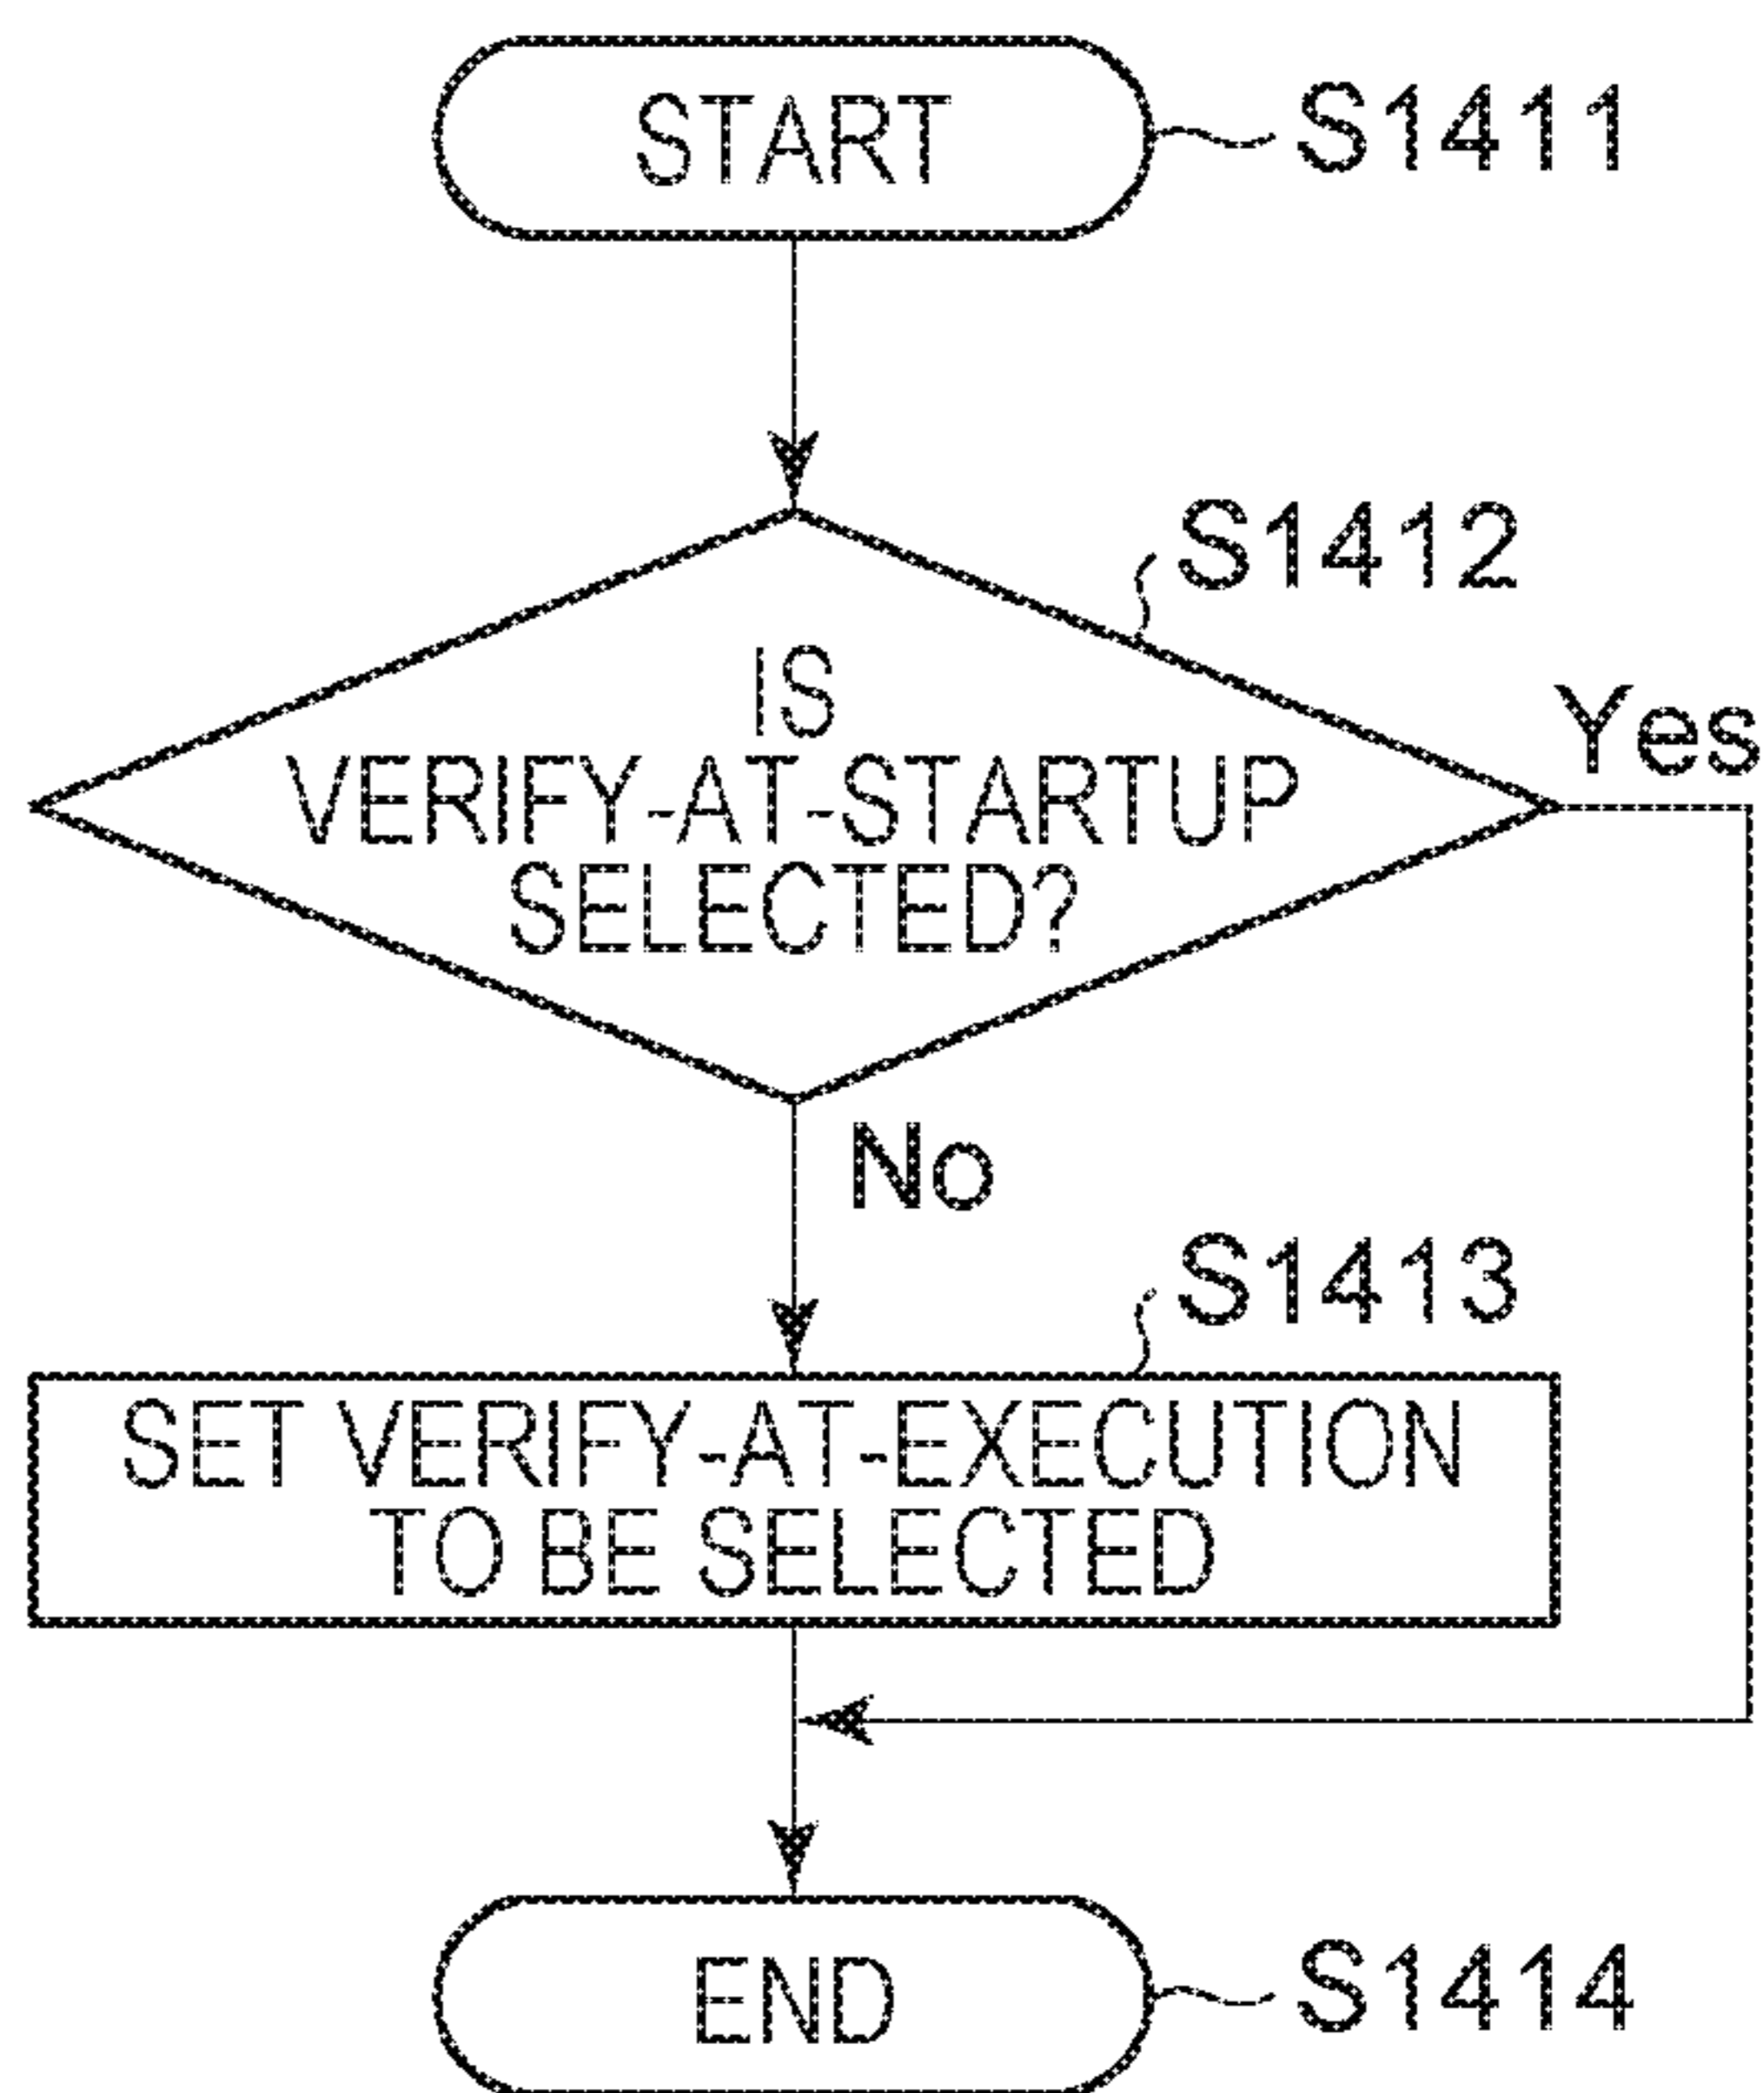 START
S1411
S1412
IS
VERIFY-AT-STARTUP
SELECTED?
Yes
No
S1413
SET VERIFY-AT-EXECUTION
TO BE SELECTED
END
S1414